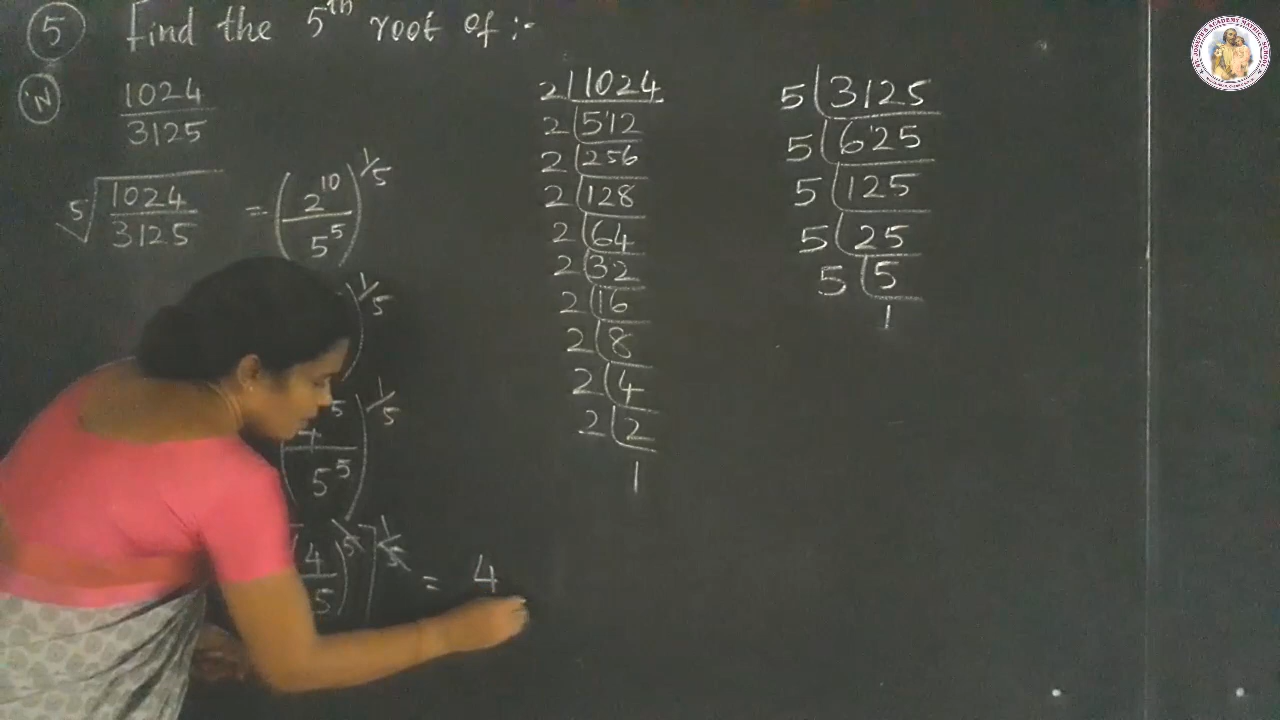 5 Find the 5th root of :-
iv) 1024/3125
⁵√(1024/3125) = (2^10/5^5)^1/5
)^1/5
(4^5/5^5)^1/5
[(4/5)^5]^1/5 = 4
2 | 1024
2 | 512
2 | 256
2 | 128
2 | 64
2 | 32
2 | 16
2 | 8
2 | 4
2 | 2
1
5 | 3125
5 | 625
5 | 125
5 | 25
5 | 5
1